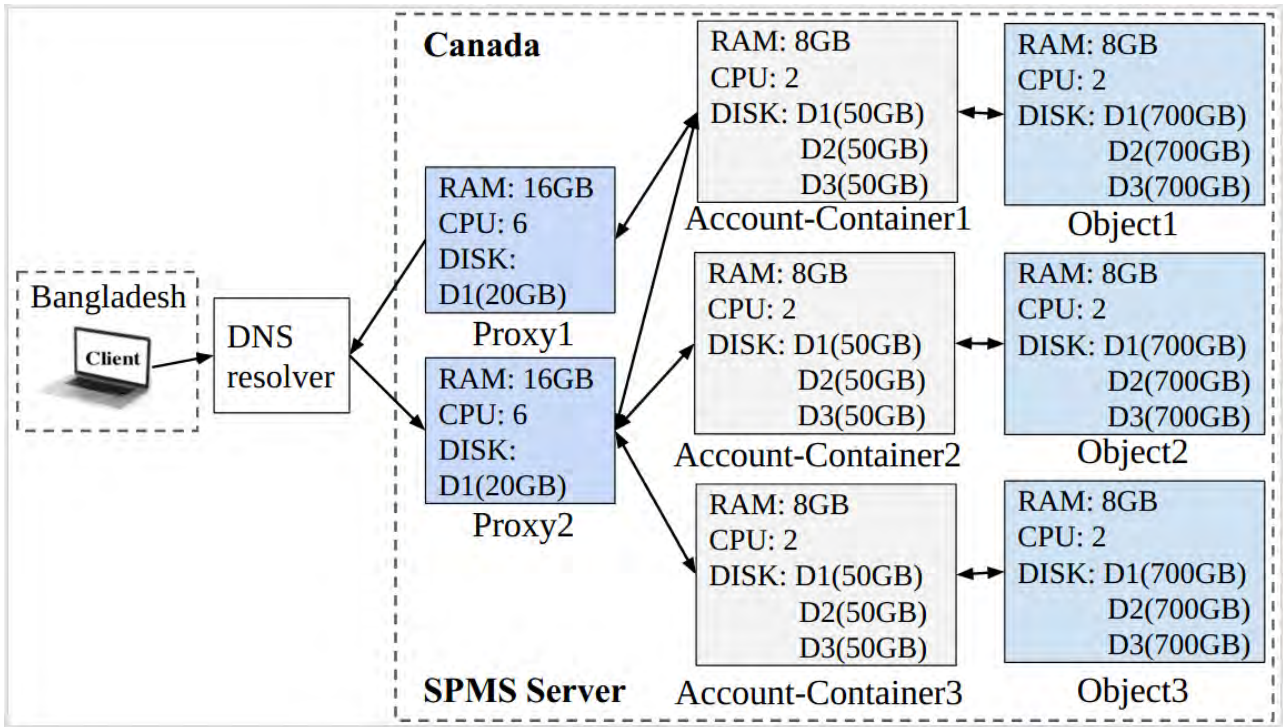 Canada
Bangladesh
Client
DNS
resolver
RAM: 16GB
CPU: 6
DISK:
D1(20GB)
Proxy1
RAM: 16GB
CPU: 6
DISK:
D1(20GB)
Proxy2
RAM: 8GB
CPU: 2
DISK: D1(50GB)
D2(50GB)
D3(50GB)
Account-Container1
RAM: 8GB
CPU: 2
DISK: D1(700GB)
D2(700GB)
D3(700GB)
Object1
RAM: 8GB
CPU: 2
DISK: D1(50GB)
D2(50GB)
D3(50GB)
Account-Container2
RAM: 8GB
CPU: 2
DISK: D1(700GB)
D2(700GB)
D3(700GB)
Object2
RAM: 8GB
CPU: 2
DISK: D1(50GB)
D2(50GB)
D3(50GB)
Account-Container3
RAM: 8GB
CPU: 2
DISK: D1(700GB)
D2(700GB)
D3(700GB)
Object3
SPMS Server